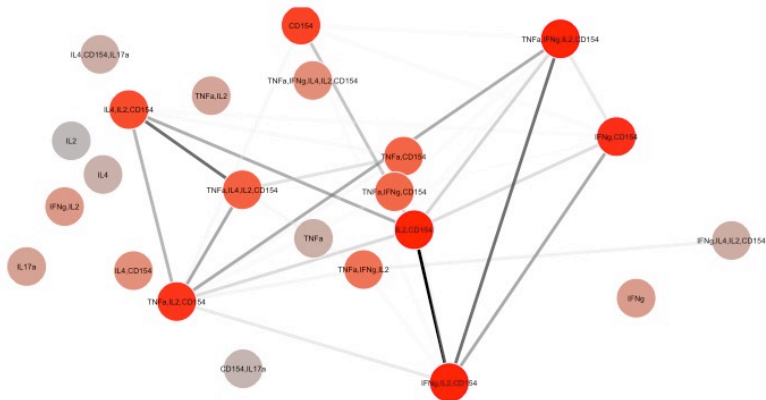 CD154
TNFa,IFNg,IL2,CD154
IL4,CD154,IL17a
TNFa,IFNg,IL4,IL2,CD154
TNFa,IL2
IL4,IL2,CD154
IFNg,CD154
IL2
TNFa,CD154
IL4
TNFa,IL4,IL2,CD154
TNFa,IFNg,CD154
IFNg,IL2
IL2,CD154
TNFa
IFNg,IL4,IL2,CD154
IL17a
IL4,CD154
TNFa,IFNg,IL2
TNFa,IL2,CD154
IFNg
CD154,IL17a
IFNg,IL2,CD154